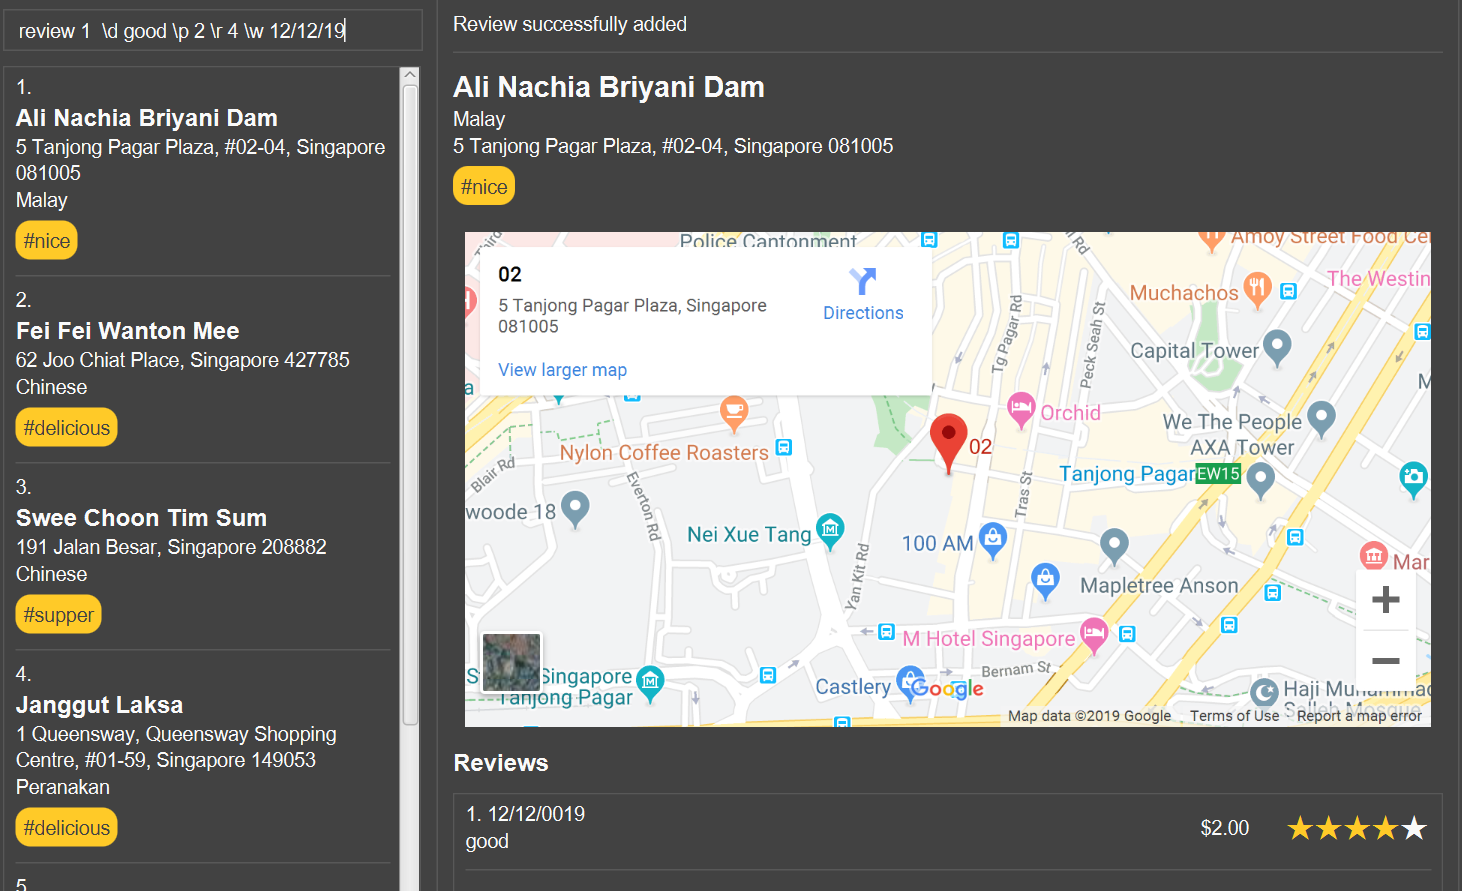 review 1  \d good \p 2 \r 4 \w 12/12/19
1.
Ali Nachia Briyani Dam
5 Tanjong Pagar Plaza, #02-04, Singapore
081005
Malay
#nice
2.
Fei Fei Wanton Mee
62 Joo Chiat Place, Singapore 427785
Chinese
#delicious
3.
Swee Choon Tim Sum
191 Jalan Besar, Singapore 208882
Chinese
#supper
4.
Janggut Laksa
1 Queensway, Queensway Shopping
Centre, #01-59, Singapore 149053
Peranakan
#delicious
5.
Review successfully added
Ali Nachia Briyani Dam
Malay
5 Tanjong Pagar Plaza, #02-04, Singapore 081005
#nice
Police Cantonment
Amoy Street Food Cen
02
5 Tanjong Pagar Plaza, Singapore
081005
Directions
View larger map
The Westin
Muchachos
Capital Tower
Tg Pagar Rd
Peck Seah St
Orchid
We The People
AXA Tower
02
Nylon Coffee Roasters
Tanjong Pagar
EW15
Blair Rd
Everton Rd
woode 18
Tras St
Nei Xue Tang
100 AM
Yan Kit Rd
Mapletree Anson
Mar
M Hotel Singapore
Bernam St
Singapore
Tanjong Pagar
Castlery
Google
Haji Muhammad
Salleh Mosque
Map data ©2019 Google
Terms of Use
Report a map error
Reviews
1. 12/12/0019
good
$2.00